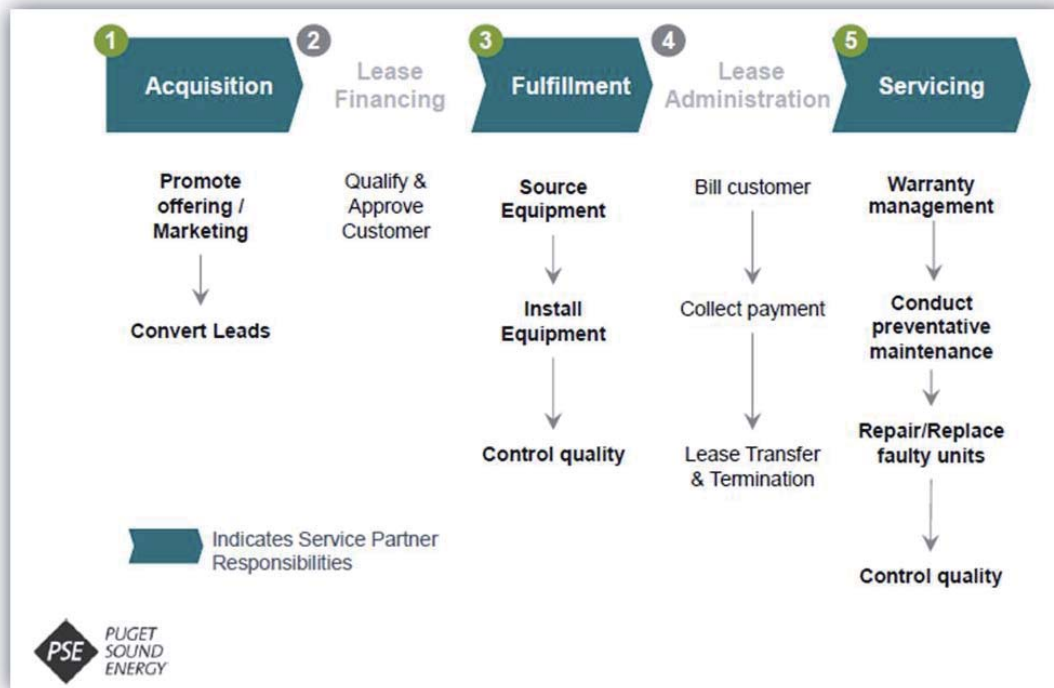 1
Acquisition
2
Lease
Financing
3
Fulfillment
4
Lease
Administration
5
Servicing
Promote
offering /
Marketing
Convert Leads
Qualify &
Approve
Customer
Source
Equipment
Install
Equipment
Control quality
Bill customer
Collect payment
Lease Transfer
& Termination
Warranty
management
Conduct
preventative
maintenance
Repair/Replace
faulty units
Control quality
Indicates Service Partner
Responsibilities
PSE
PUGET
SOUND
ENERGY